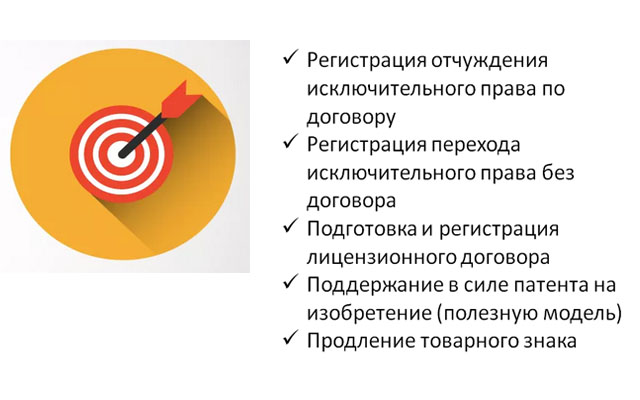 ✓ Регистрация отчуждения
исключительного права по
договору
✓ Регистрация перехода
исключительного права без
договора
✓ Подготовка и регистрация
лицензионного договора
✓ Поддержание в силе патента на
изобретение (полезную модель)
✓ Продление товарного знака